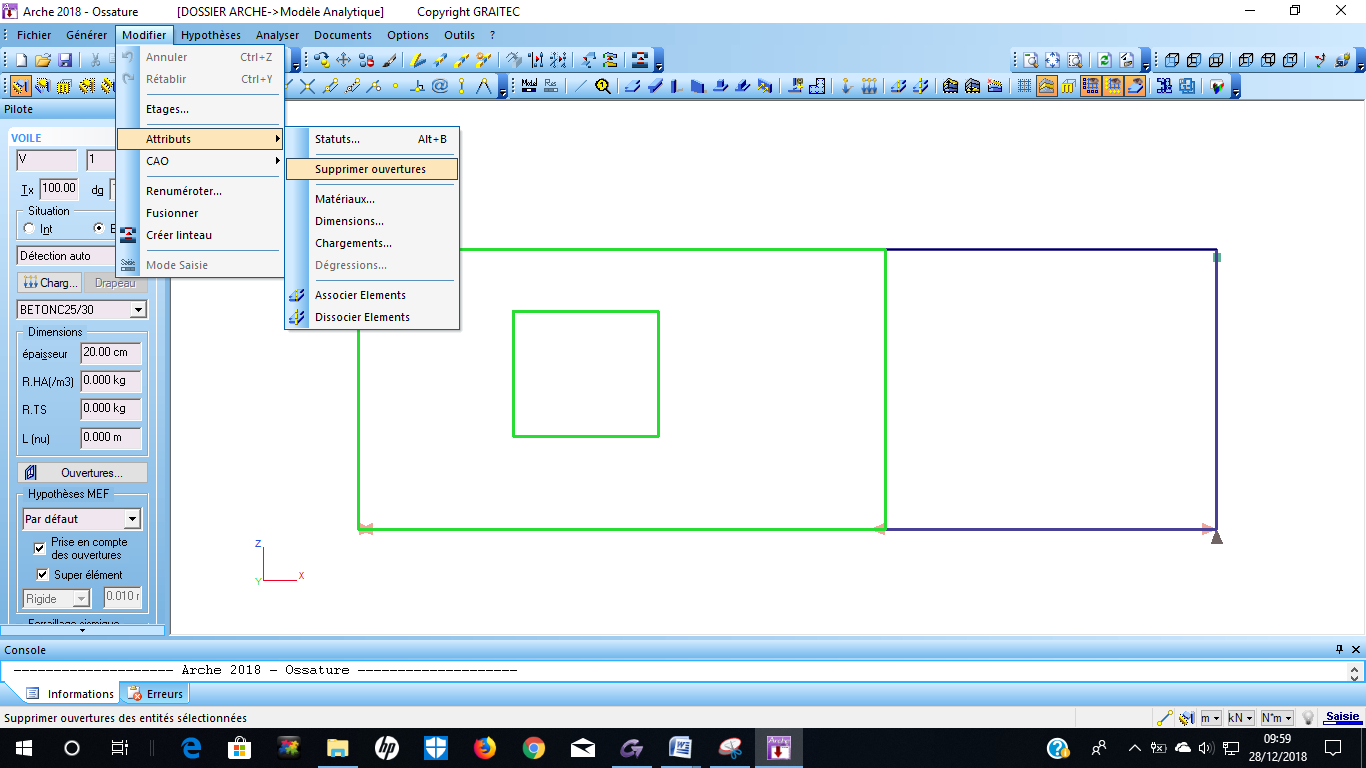 Arche 2018 - Ossature [DOSSIER ARCHE->Modèle Analytique] Copyright GRAITEC
Fichier Générer Modifier Hypothèses Analyser Documents Options Outils ?
Annuler Ctrl+Z
Rétablir Ctrl+Y
Etages...
Attributs
CAO
Renuméroter...
Fusionner
Créer linteau
Mode Saisie
Statuts... Alt+B
Supprimer ouvertures
Matériaux...
Dimensions...
Chargements...
Dégressions...
Associer Elements
Dissocier Elements
Pilote
VOILE
V 1
Tx 100.00 dg
Situation
Int
Détection auto
Charg... Drapeau
BETONC25/30
Dimensions
épaisseur 20.00 cm
R.HA(/m3) 0.000 kg
R.TS 0.000 kg
L (nu) 0.000 m
Ouvertures...
Hypothèses MEF
Par défaut
Prise en compte
des ouvertures
Super élément
Rigide 0.010
Z
Y X
Console
-------------------- Arche 2018 - Ossature --------------------
Informations Erreurs
Supprimer ouvertures des entités sélectionnées
m kN N*m Saisie
09:59
28/12/2018